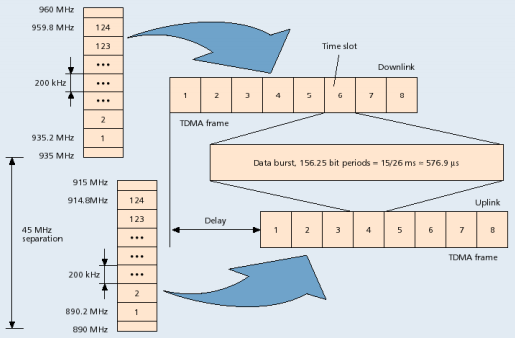 960 MHz
959.8 MHz
124
123
•••
200 kHz
•••
•••
2
935.2 MHz
1
935 MHz
Time slot
Downlink
1 2 3 4 5 6 7 8
TDMA frame
Data burst, 156.25 bit periods = 15/26 ms ≈ 576.9 µs
45 MHz
separation
915 MHz
914.8MHz
124
123
•••
•••
200 kHz
•••
2
890.2 MHz
1
890 MHz
Delay
Uplink
1 2 3 4 5 6 7 8
TDMA frame